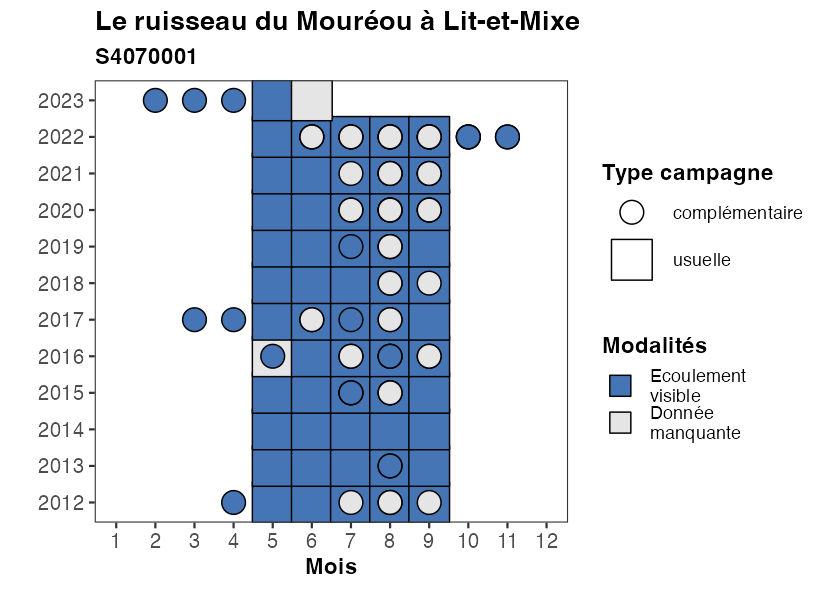 Le ruisseau du Mouréou à Lit-et-Mixe
S4070001
2023
2022
2021
2020
2019
2018
2017
2016
2015
2014
2013
2012
1 2 3 4 5 6 7 8 9 10 11 12
Mois
Type campagne
complémentaire
usuelle
Modalités
Ecoulement
visible
Donnée
manquante